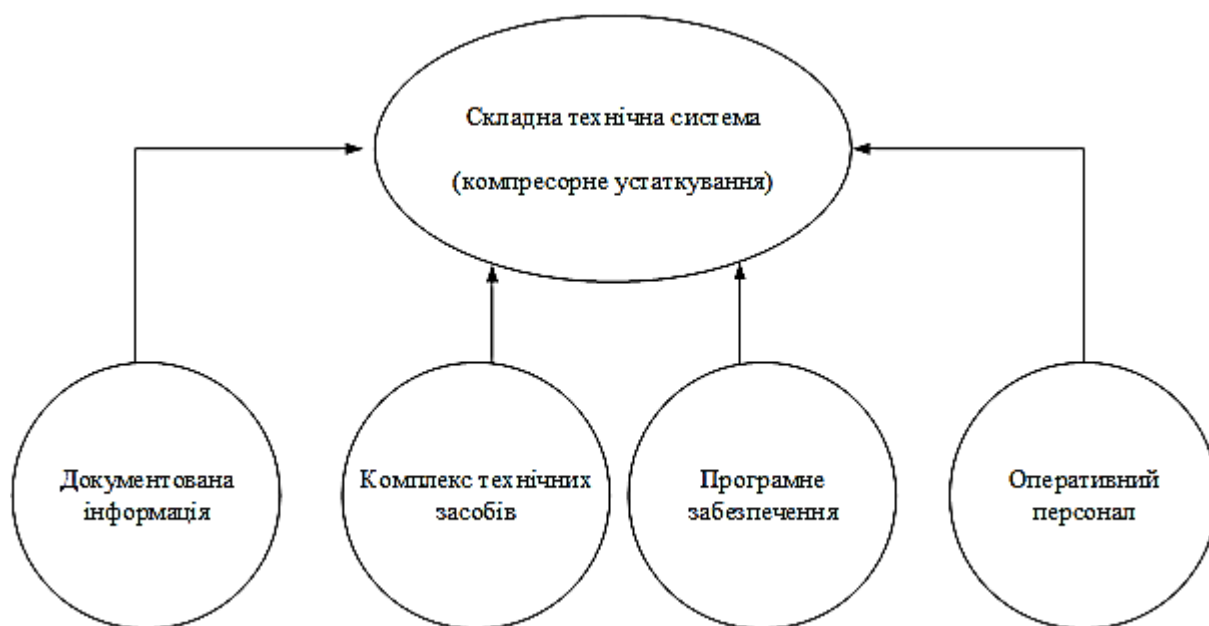 Складна технічна система
(компресорне устаткування)
Документована
інформація
Комплекс технічних
засобів
Програмне
забезпечення
Оперативний
персонал